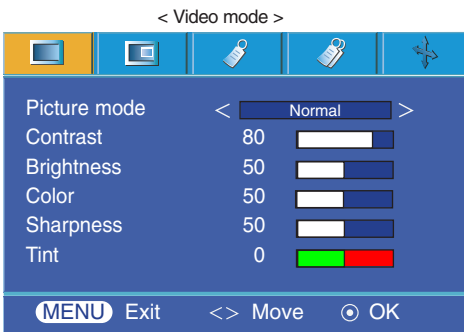 < Video mode >
Picture mode < Normal >
Contrast 80
Brightness 50
Color 50
Sharpness 50
Tint 0
MENU Exit <> Move OK